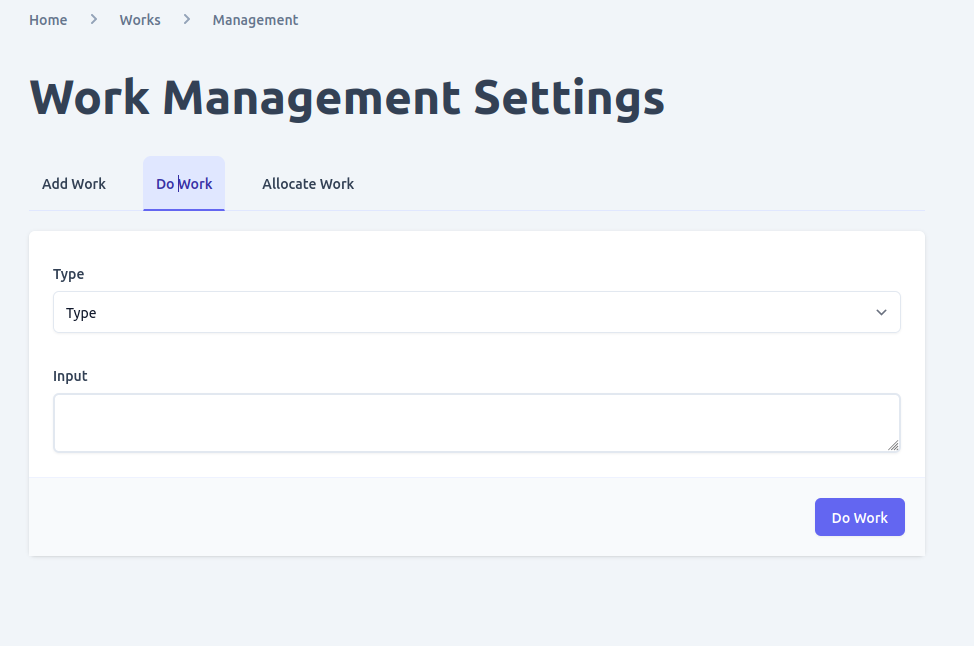 Home > Works > Management
Work Management Settings
Add Work Do Work Allocate Work
Type
Type
Input
Do Work